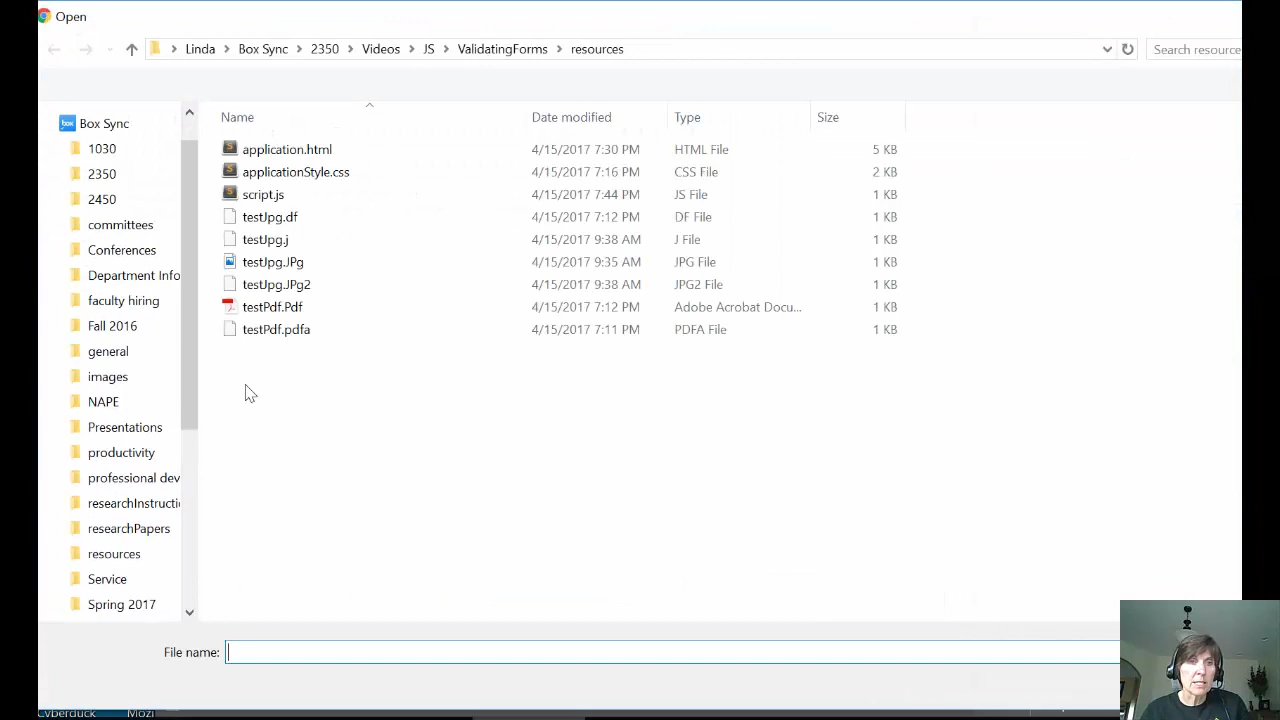 Open
Linda > Box Sync > 2350 > Videos > JS > ValidatingForms > resources
Search resource
Name Date modified Type Size
Box Sync
1030
2350
2450
committees
Conferences
Department Info
faculty hiring
Fall 2016
general
images
NAPE
Presentations
productivity
professional dev
researchInstructi
researchPapers
resources
Service
Spring 2017
application.html 4/15/2017 7:30 PM HTML File 5 KB
applicationStyle.css 4/15/2017 7:16 PM CSS File 2 KB
script.js 4/15/2017 7:44 PM JS File 1 KB
testJpg.df 4/15/2017 7:12 PM DF File 1 KB
testJpg.j 4/15/2017 9:38 AM J File 1 KB
testJpg.JPg 4/15/2017 9:35 AM JPG File 1 KB
testJpg.JPg2 4/15/2017 9:38 AM JPG2 File 1 KB
testPdf.Pdf 4/15/2017 7:12 PM Adobe Acrobat Docu... 1 KB
testPdf.pdfa 4/15/2017 7:11 PM PDFA File 1 KB
File name:
Cyberduck Mozi